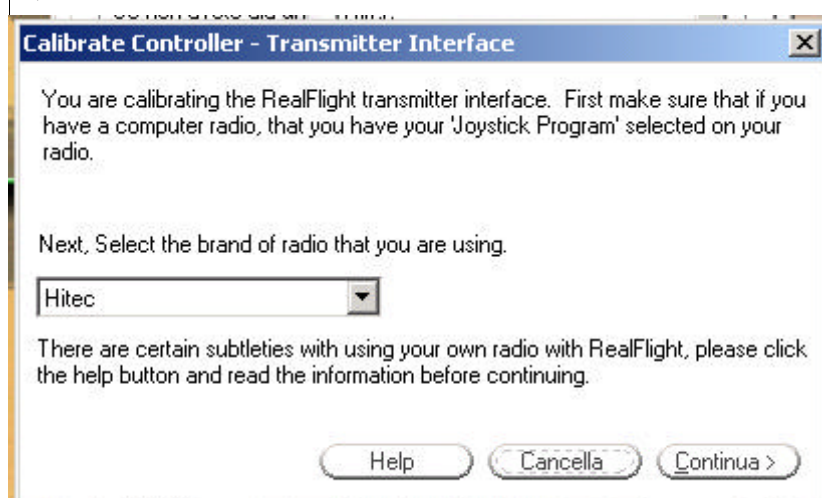 Calibrate Controller - Transmitter Interface
You are calibrating the RealFlight transmitter interface. First make sure that if you
have a computer radio, that you have your 'Joystick Program' selected on your
radio.
Next, Select the brand of radio that you are using.
Hitec
There are certain subtleties with using your own radio with RealFlight, please click
the help button and read the information before continuing.
Help Cancella Continua >